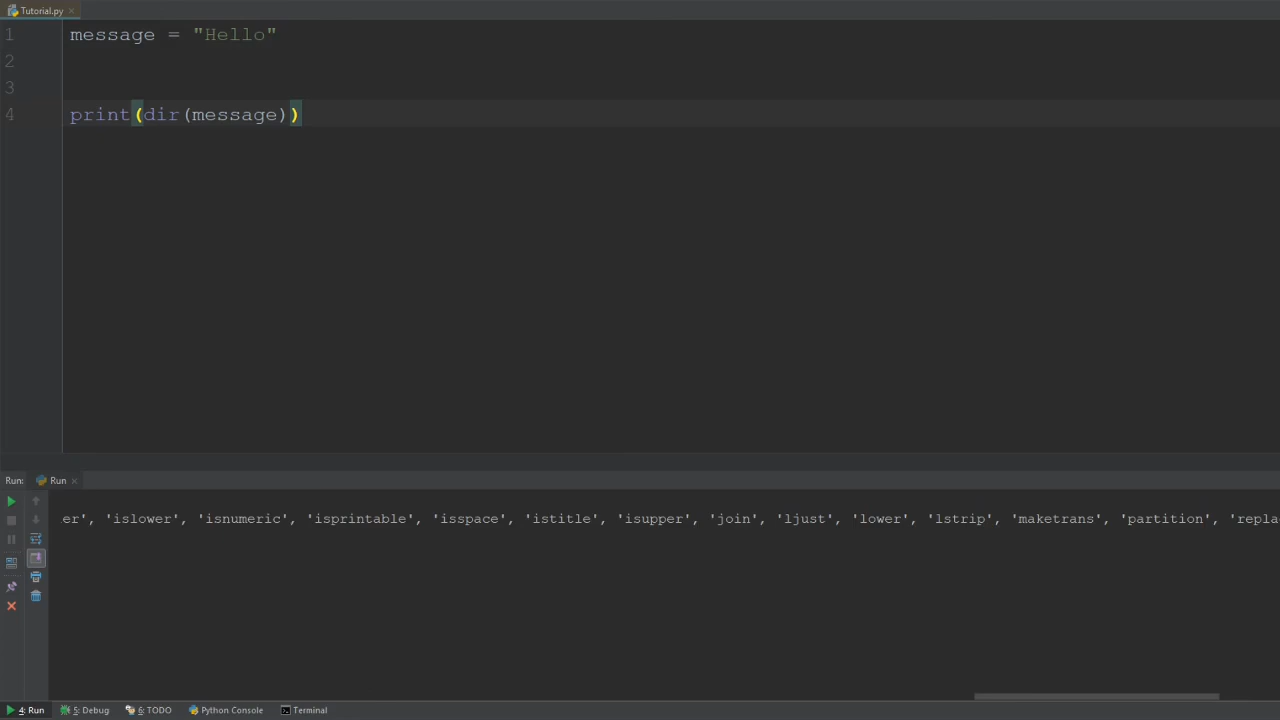 Tutorial.py
1 message = "Hello"
2
3
4 print(dir(message))
Run: Run
er', 'islower', 'isnumeric', 'isprintable', 'isspace', 'istitle', 'isupper', 'join', 'ljust', 'lower', 'lstrip', 'maketrans', 'partition', 'repla
4: Run 5: Debug 6: TODO Python Console Terminal